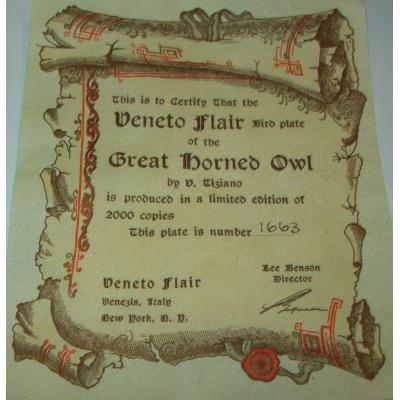 This is to Certify That the
Veneto Flair Bird plate
of the
Great Horned Owl
by V. Tiziano
is produced in a limited edition of
2000 copies
This plate is number 1663
Lee Benson
Director
Veneto Flair
Venezia, Italy
New York, N. Y.